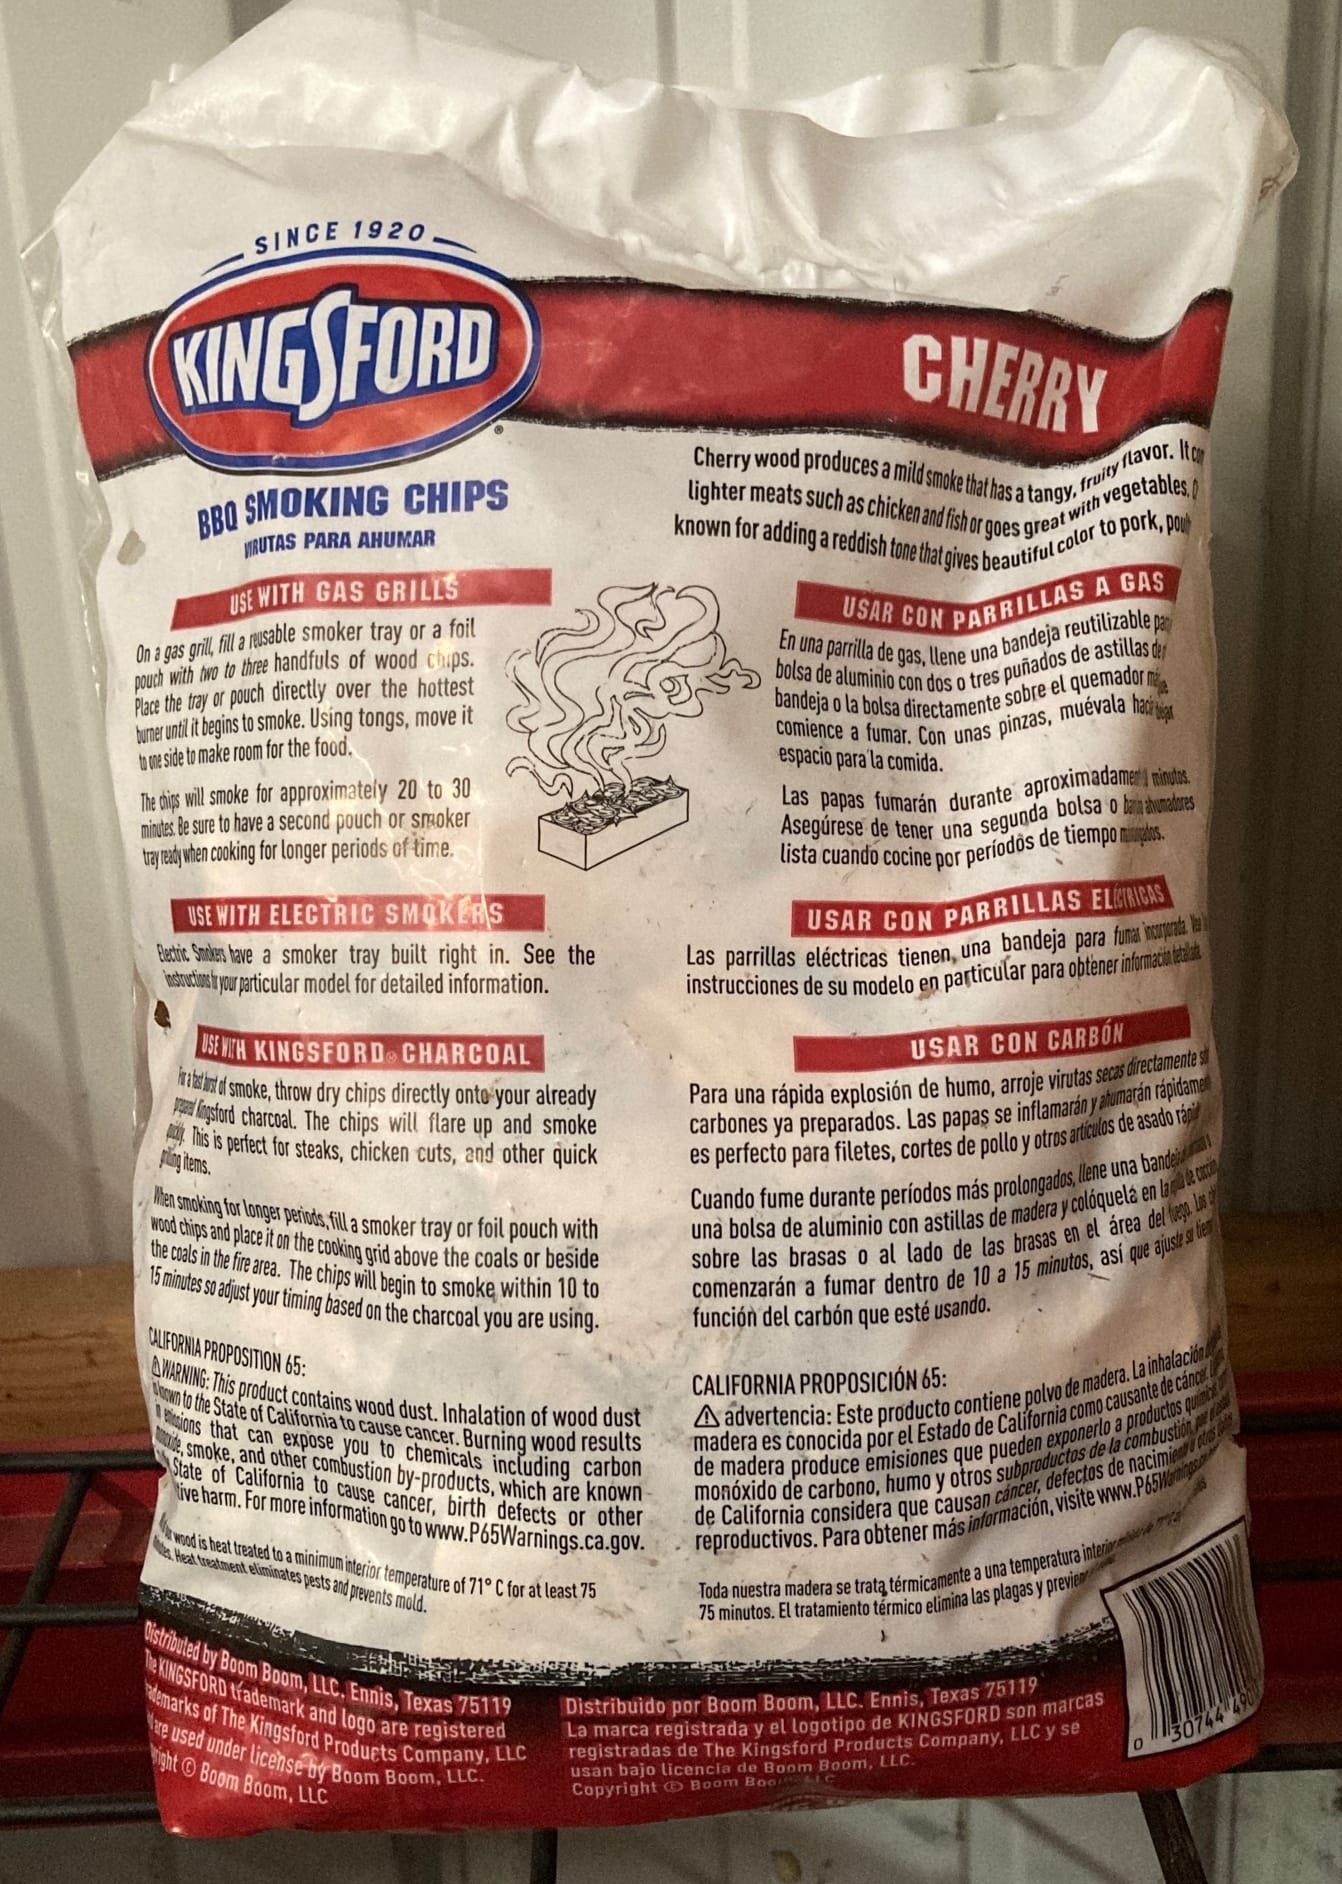 SINCE 1920
KINGSFORD®
CHERRY
BBQ SMOKING CHIPS
VIRUTAS PARA AHUMAR
Cherry wood produces a mild smoke that has a tangy, fruity flavor. It
lighter meats such as chicken and fish or goes great with vegetables,
known for adding a reddish tone that gives beautiful color to pork,
USE WITH GAS GRILLS
On a gas grill, fill a reusable smoker tray or a foil
pouch with two to three handfuls of wood chips.
Place the tray or pouch directly over the hottest
burner until it begins to smoke. Using tongs, move it
to one side to make room for the food.
The chips will smoke for approximately 20 to 30
minutes. Be sure to have a second pouch or smoker
tray ready when cooking for longer periods of time.
USE WITH ELECTRIC SMOKERS
Electric Smokers have a smoker tray built right in. See the
instructions for your particular model for detailed information.
USE WITH KINGSFORD® CHARCOAL
For a fast burst of smoke, throw dry chips directly onto your already
prepared Kingsford charcoal. The chips will flare up and smoke
quickly. This is perfect for steaks, chicken cuts, and other quick
grilling items.
When smoking for longer periods, fill a smoker tray or foil pouch with
wood chips and place it on the cooking grid above the coals or beside
the coals in the fire area. The chips will begin to smoke within 10 to
15 minutes so adjust your timing based on the charcoal you are using.
CALIFORNIA PROPOSITION 65:
⚠WARNING: This product contains wood dust. Inhalation of wood dust
is known to the State of California to cause cancer. Burning wood results
in emissions that can expose you to chemicals including carbon
monoxide, smoke, and other combustion by-products, which are known
State of California to cause cancer, birth defects or other
harm. For more information go to www.P65Warnings.ca.gov.
wood is heat treated to a minimum interior temperature of 71° C for at least 75
Heat treatment eliminates pests and prevents mold.
Distributed by Boom Boom, LLC. Ennis, Texas 75119
The KINGSFORD trademark and logo are registered
trademarks of The Kingsford Products Company, LLC
are used under license by Boom Boom, LLC.
© Boom Boom, LLC
USAR CON PARRILLAS A GAS
En una parrilla de gas, llene una bandeja reutilizable
bolsa de aluminio con dos o tres puñados de astillas de
bandeja o la bolsa directamente sobre el quemador
comience a fumar. Con unas pinzas, muévala
espacio para la comida.
Las papas fumarán durante aproximadamente minutos.
Asegúrese de tener una segunda bolsa o ahumadores
lista cuando cocine por períodos de tiempo
USAR CON PARRILLAS ELÉCTRICAS
Las parrilllas eléctricas tienen, una bandeja para fumar incorporada.
instrucciones de su modelo en particular para obtener información detallada.
USAR CON CARBÓN
Para una rápida explosión de humo, arroje virutas secas directamente
carbones ya preparados. Las papas se inflamarán y ahumarán
es perfecto para filetes, cortes de pollo y otros artículos de asado
Cuando fume durante períodos más prolongados, llene una bandeja
una bolsa de aluminio con astillas de madera y colóquela en la de cocción
sobre las brasas o al lado de las brasas en el área del fuego. Los
comenzarán a fumar dentro de 10 a 15 minutos, así que ajuste su
función del carbón que esté usando.
CALIFORNIA PROPOSICIÓN 65:
⚠ advertencia: Este producto contiene polvo de madera. La inhalación
madera es conocida por el Estado de California como causante de cáncer.
de madera produce emisiones que pueden exponerlo a productos
monóxido de carbono, humo y otros subproductos de la combustión,
de California considera que causan cáncer, defectos de
reproductivos. Para obtener más información, visite
Toda nuestra madera se trata térmicamente a una temperatura
75 minutos. El tratamiento térmico elimina las plagas y
Distribuido por Boom Boom, LLC. Ennis, Texas 75119
La marca registrada y el logotipo de KINGSFORD son marcas
registradas de The Kingsford Products Company, LLC y se
usan bajo licencia de Boom Boom, LLC.
Copyright © Boom
0 30744